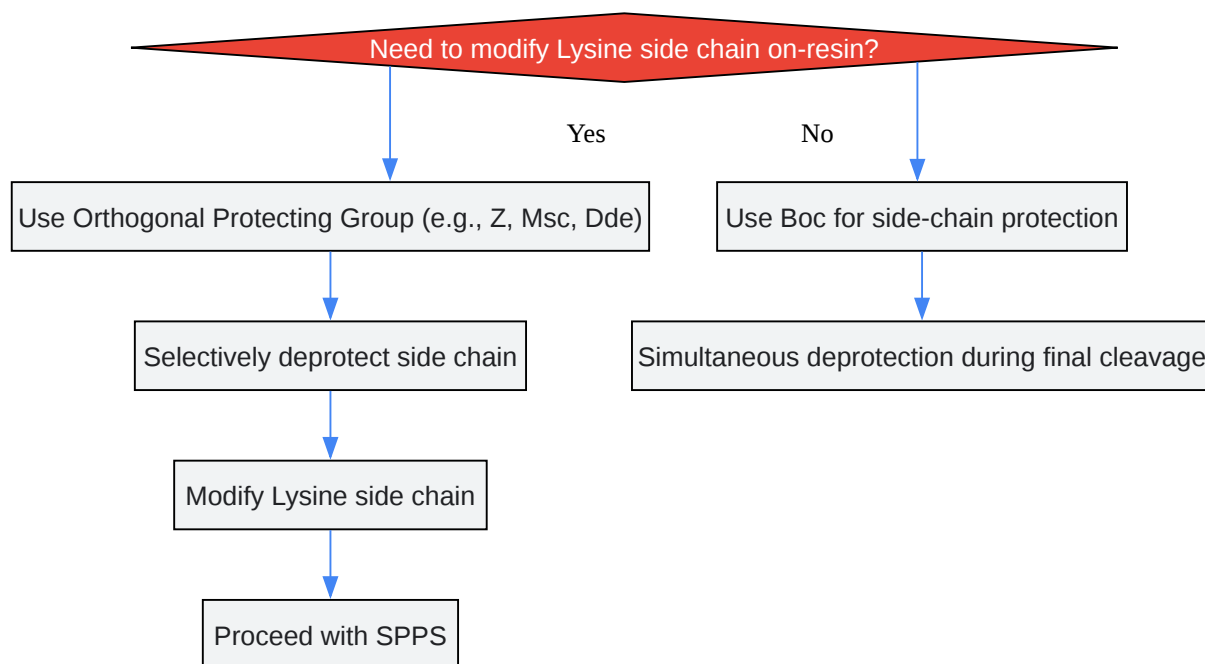 Need to modify Lysine side chain on-resin?
Yes
No
Use Orthogonal Protecting Group (e.g., Z, Msc, Dde)
Use Boc for side-chain protection
Selectively deprotect side chain
Simultaneous deprotection during final cleavage
Modify Lysine side chain
Proceed with SPPS